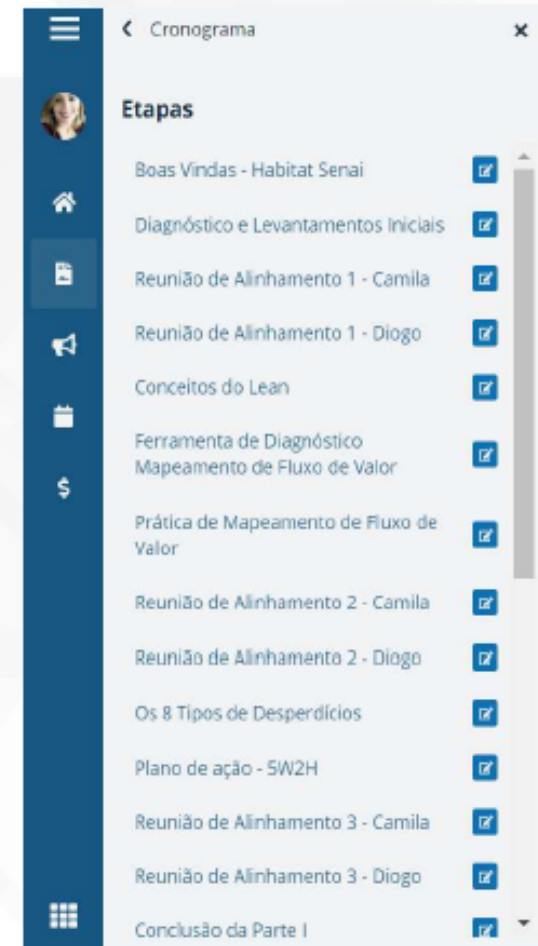 Cronograma
Etapas
Boas Vindas - Habitat Senai
Diagnóstico e Levantamentos Iniciais
Reunião de Alinhamento 1 - Camila
Reunião de Alinhamento 1 - Diogo
Conceitos do Lean
Ferramenta de Diagnóstico
Mapeamento de Fluxo de Valor
Prática de Mapeamento de Fluxo de
Valor
Reunião de Alinhamento 2 - Camila
Reunião de Alinhamento 2 - Diogo
Os 8 Tipos de Desperdícios
Plano de ação - 5W2H
Reunião de Alinhamento 3 - Camila
Reunião de Alinhamento 3 - Diogo
Conclusão da Parte I